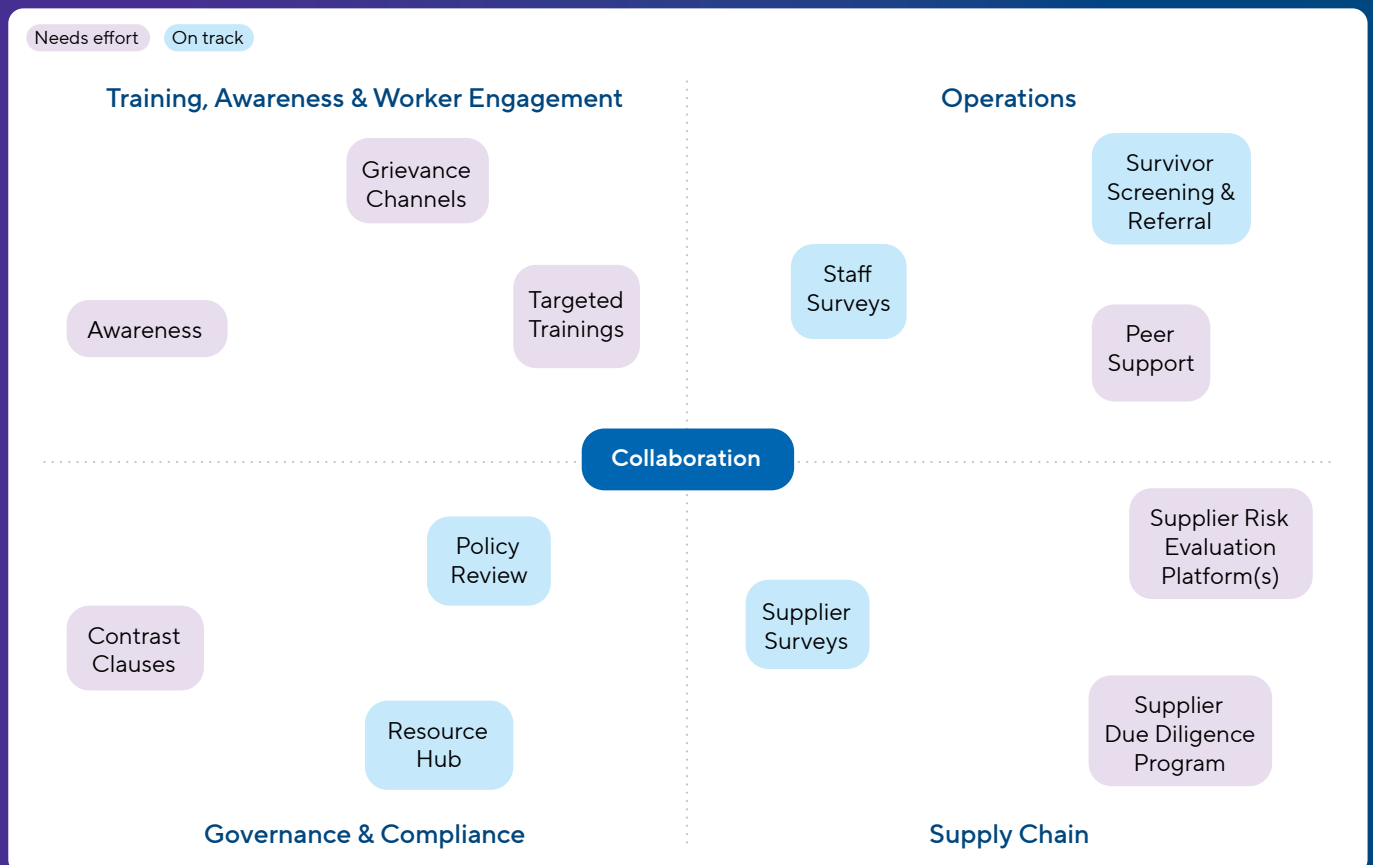 Needs effort
On track
Training, Awareness & Worker Engagement
Grievance
Channels
Awareness
Targeted
Trainings
Operations
Survivor
Screening &
Referral
Staff
Surveys
Peer
Support
Collaboration
Policy
Review
Contrast
Clauses
Resource
Hub
Governance & Compliance
Supplier Risk
Evaluation
Platform(s)
Supplier
Surveys
Supplier
Due Diligence
Program
Supply Chain